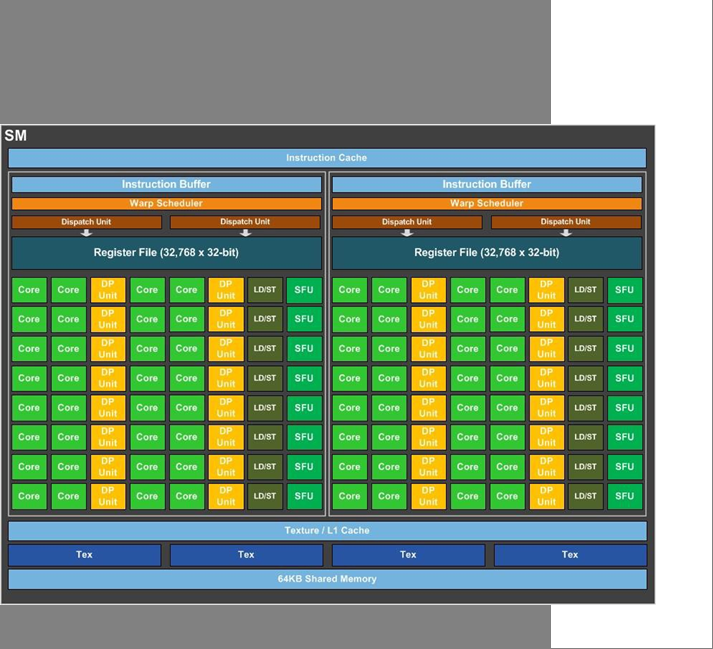 SM
Instruction Cache
Instruction Buffer Instruction Buffer
Warp Scheduler Warp Scheduler
Dispatch Unit Dispatch Unit Dispatch Unit Dispatch Unit
Register File (32,768 x 32-bit) Register File (32,768 x 32-bit)
Core Core DP Unit Core Core DP Unit LD/ST SFU Core Core DP Unit Core Core DP Unit LD/ST SFU
Core Core DP Unit Core Core DP Unit LD/ST SFU Core Core DP Unit Core Core DP Unit LD/ST SFU
Core Core DP Unit Core Core DP Unit LD/ST SFU Core Core DP Unit Core Core DP Unit LD/ST SFU
Core Core DP Unit Core Core DP Unit LD/ST SFU Core Core DP Unit Core Core DP Unit LD/ST SFU
Core Core DP Unit Core Core DP Unit LD/ST SFU Core Core DP Unit Core Core DP Unit LD/ST SFU
Core Core DP Unit Core Core DP Unit LD/ST SFU Core Core DP Unit Core Core DP Unit LD/ST SFU
Core Core DP Unit Core Core DP Unit LD/ST SFU Core Core DP Unit Core Core DP Unit LD/ST SFU
Core Core DP Unit Core Core DP Unit LD/ST SFU Core Core DP Unit Core Core DP Unit LD/ST SFU
Texture / L1 Cache
Tex Tex Tex Tex
64KB Shared Memory